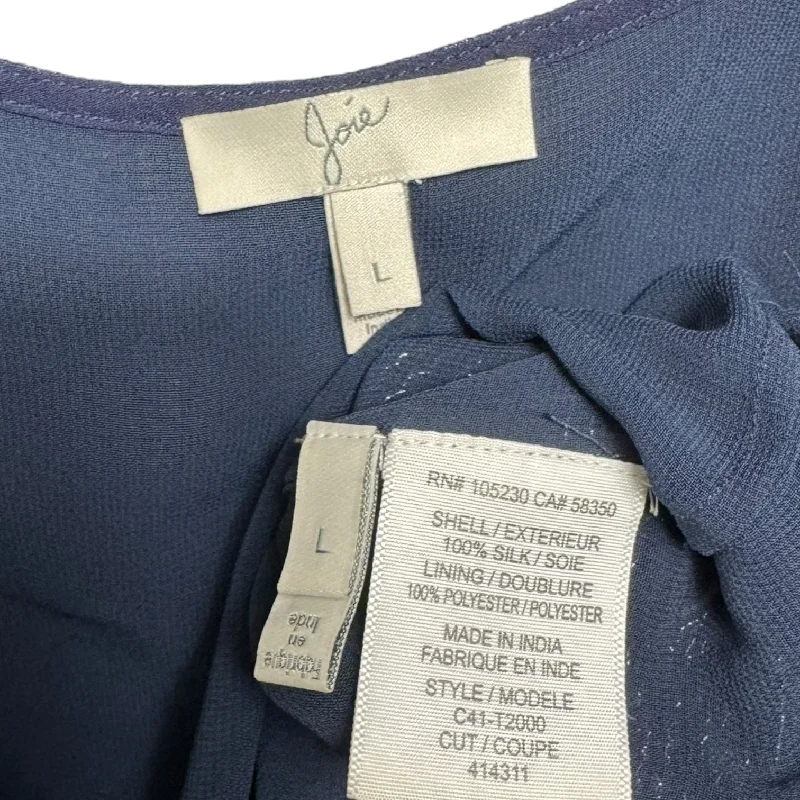 Joie
L
L
Fabriqué
en
Inde
RN# 105230 CA# 58350
SHELL / EXTERIEUR
100% SILK / SOIE
LINING / DOUBLURE
100% POLYESTER / POLYESTER
MADE IN INDIA
FABRIQUE EN INDE
STYLE / MODELE
C41-T2000
CUT / COUPE
414311